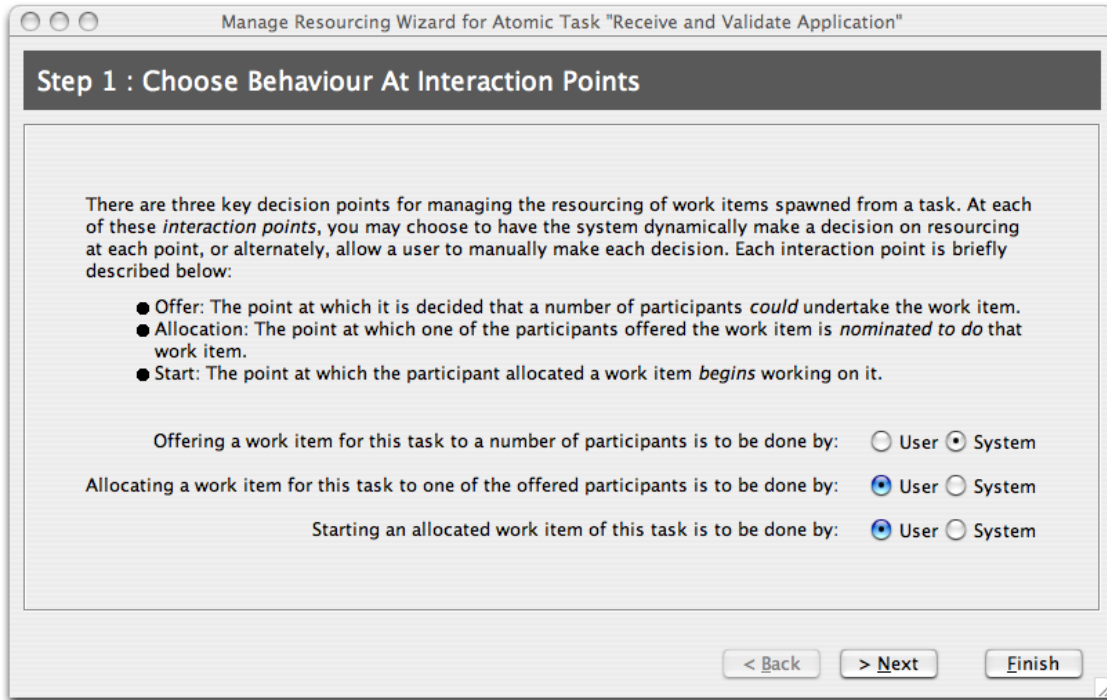 Manage Resourcing Wizard for Atomic Task "Receive and Validate Application"
Step 1 : Choose Behaviour At Interaction Points
There are three key decision points for managing the resourcing of work items spawned from a task. At each
of these interaction points, you may choose to have the system dynamically make a decision on resourcing
at each point, or alternately, allow a user to manually make each decision. Each interaction point is briefly
described below:
● Offer: The point at which it is decided that a number of participants could undertake the work item.
● Allocation: The point at which one of the participants offered the work item is nominated to do that
work item.
● Start: The point at which the participant allocated a work item begins working on it.
Offering a work item for this task to a number of participants is to be done by: User System
Allocating a work item for this task to one of the offered participants is to be done by: User System
Starting an allocated work item of this task is to be done by: User System
< Back > Next Finish